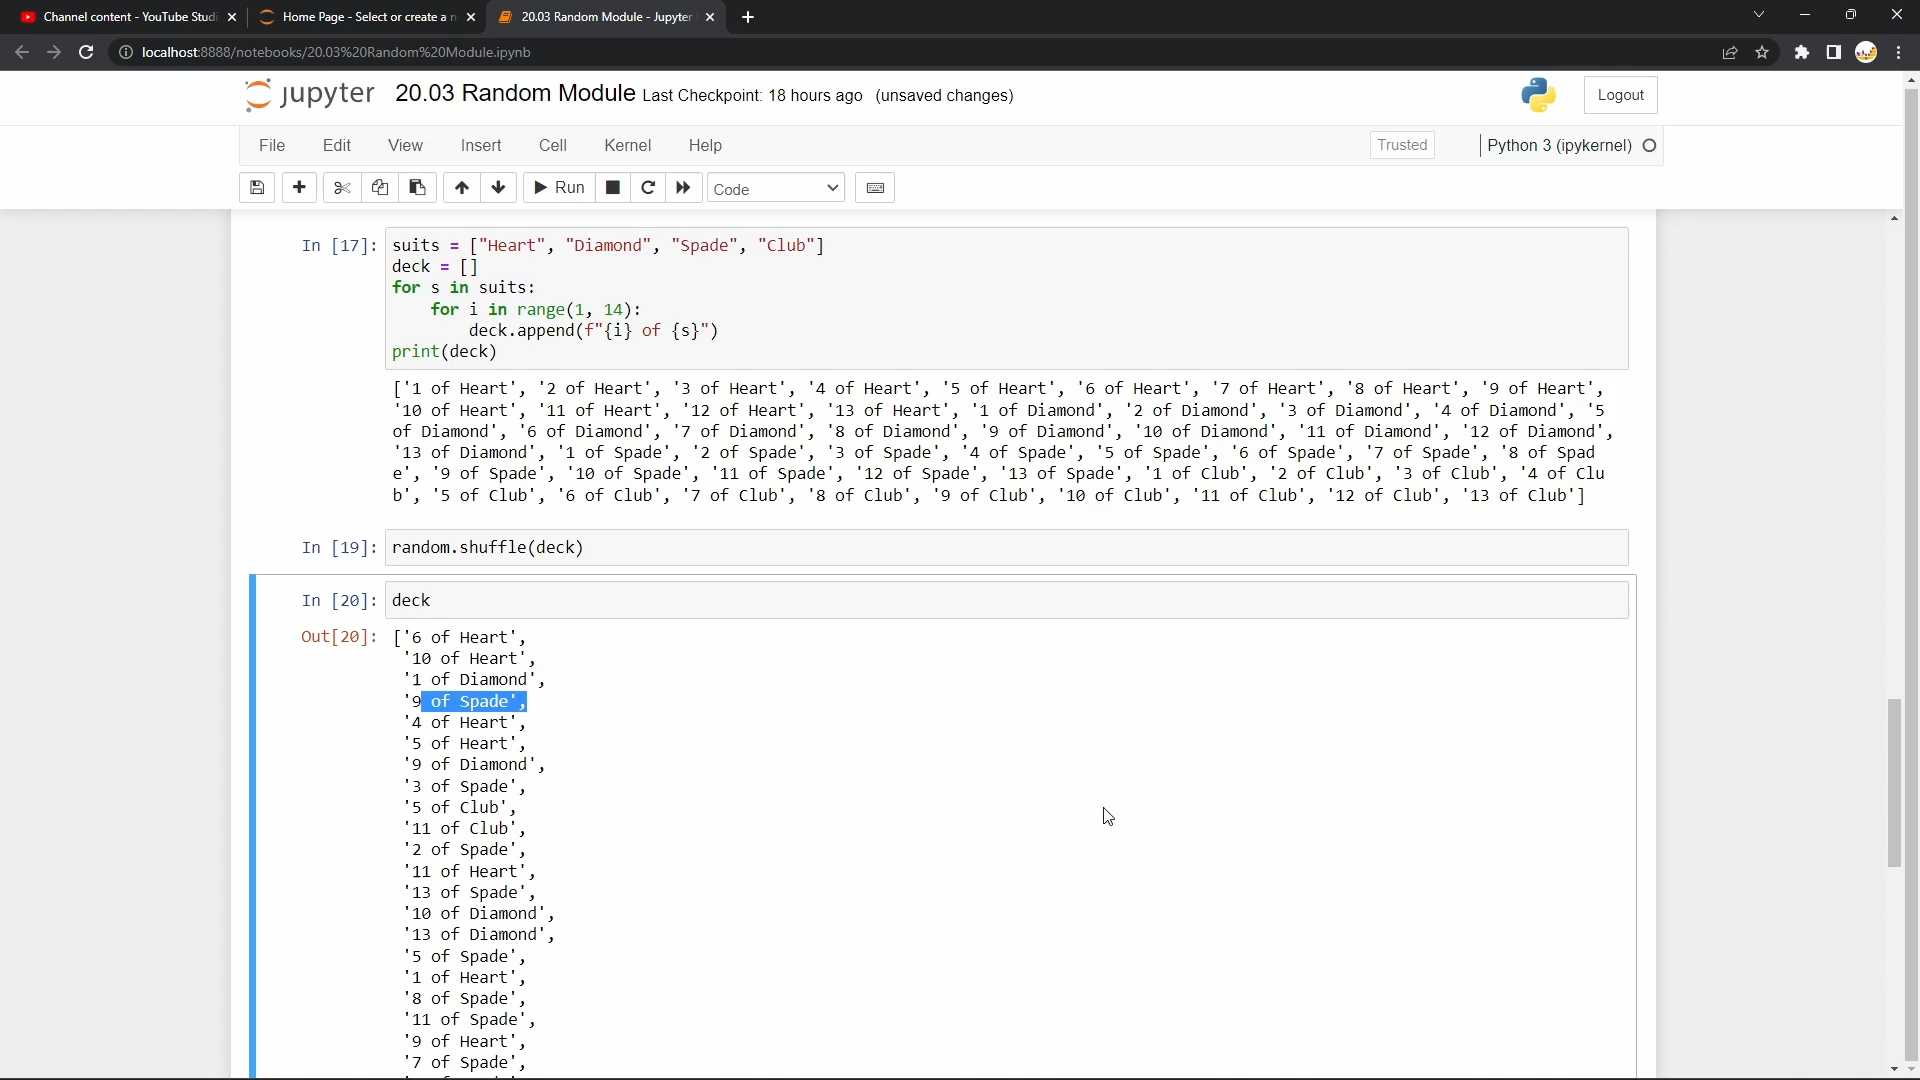 Channel content - YouTube Studi
Home Page - Select or create a n
20.03 Random Module - Jupyter
localhost:8888/notebooks/20.03%20Random%20Module.ipynb
jupyter 20.03 Random Module Last Checkpoint: 18 hours ago (unsaved changes)
Logout
File Edit View Insert Cell Kernel Help
Trusted
Python 3 (ipykernel)
Run
Code
In [17]: suits = ["Heart", "Diamond", "Spade", "Club"]
deck = []
for s in suits:
for i in range(1, 14):
deck.append(f"{i} of {s}")
print(deck)
['1 of Heart', '2 of Heart', '3 of Heart', '4 of Heart', '5 of Heart', '6 of Heart', '7 of Heart', '8 of Heart', '9 of Heart',
'10 of Heart', '11 of Heart', '12 of Heart', '13 of Heart', '1 of Diamond', '2 of Diamond', '3 of Diamond', '4 of Diamond', '5
of Diamond', '6 of Diamond', '7 of Diamond', '8 of Diamond', '9 of Diamond', '10 of Diamond', '11 of Diamond', '12 of Diamond',
'13 of Diamond', '1 of Spade', '2 of Spade', '3 of Spade', '4 of Spade', '5 of Spade', '6 of Spade', '7 of Spade', '8 of Spad
e', '9 of Spade', '10 of Spade', '11 of Spade', '12 of Spade', '13 of Spade', '1 of Club', '2 of Club', '3 of Club', '4 of Clu
b', '5 of Club', '6 of Club', '7 of Club', '8 of Club', '9 of Club', '10 of Club', '11 of Club', '12 of Club', '13 of Club']
In [19]: random.shuffle(deck)
In [20]: deck
Out[20]: ['6 of Heart',
'10 of Heart',
'1 of Diamond',
'9 of Spade',
'4 of Heart',
'5 of Heart',
'9 of Diamond',
'3 of Spade',
'5 of Club',
'11 of Club',
'2 of Spade',
'11 of Heart',
'13 of Spade',
'10 of Diamond',
'13 of Diamond',
'5 of Spade',
'1 of Heart',
'8 of Spade',
'11 of Spade',
'9 of Heart',
'7 of Spade',